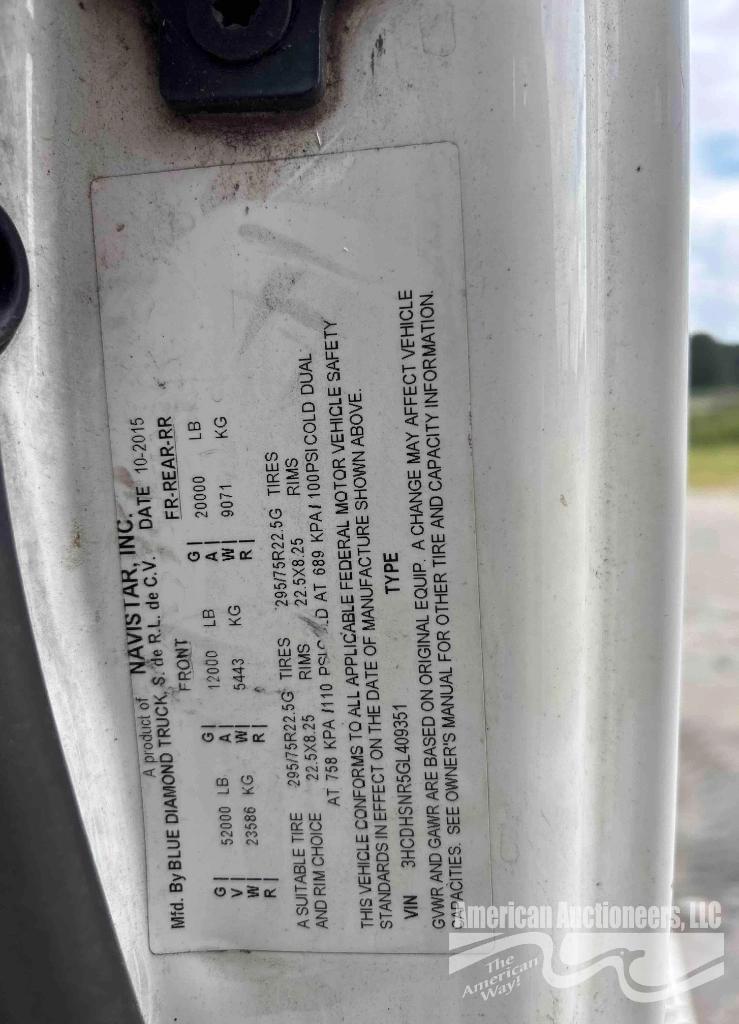 A product of NAVISTAR, INC.
Mfd. By BLUE DIAMOND TRUCK, S. de R.L. de C.V. DATE 10-2015
FRONT FR-REAR-RR
G V W R 52000 LB 23586 KG G A W R 12000 LB 5443 KG G A W R 20000 LB 9071 KG
A SUITABLE TIRE 295/75R22.5G TIRES 295/75R22.5G TIRES
AND RIM CHOICE 22.5X8.25 RIMS 22.5X8.25 RIMS
AT 758 KPA /110 PSI AT 689 KPA / 100 PSI COLD DUAL
THIS VEHICLE CONFORMS TO ALL APPLICABLE FEDERAL MOTOR VEHICLE SAFETY
STANDARDS IN EFFECT ON THE DATE OF MANUFACTURE SHOWN ABOVE.
VIN 3HCDHSNR5GL409351 TYPE
GVWR AND GAWR ARE BASED ON ORIGINAL EQUIP. A CHANGE MAY AFFECT VEHICLE
CAPACITIES. SEE OWNER'S MANUAL FOR OTHER TIRE AND CAPACITY INFORMATION.
American Auctioneers, LLC
The
American
Way!